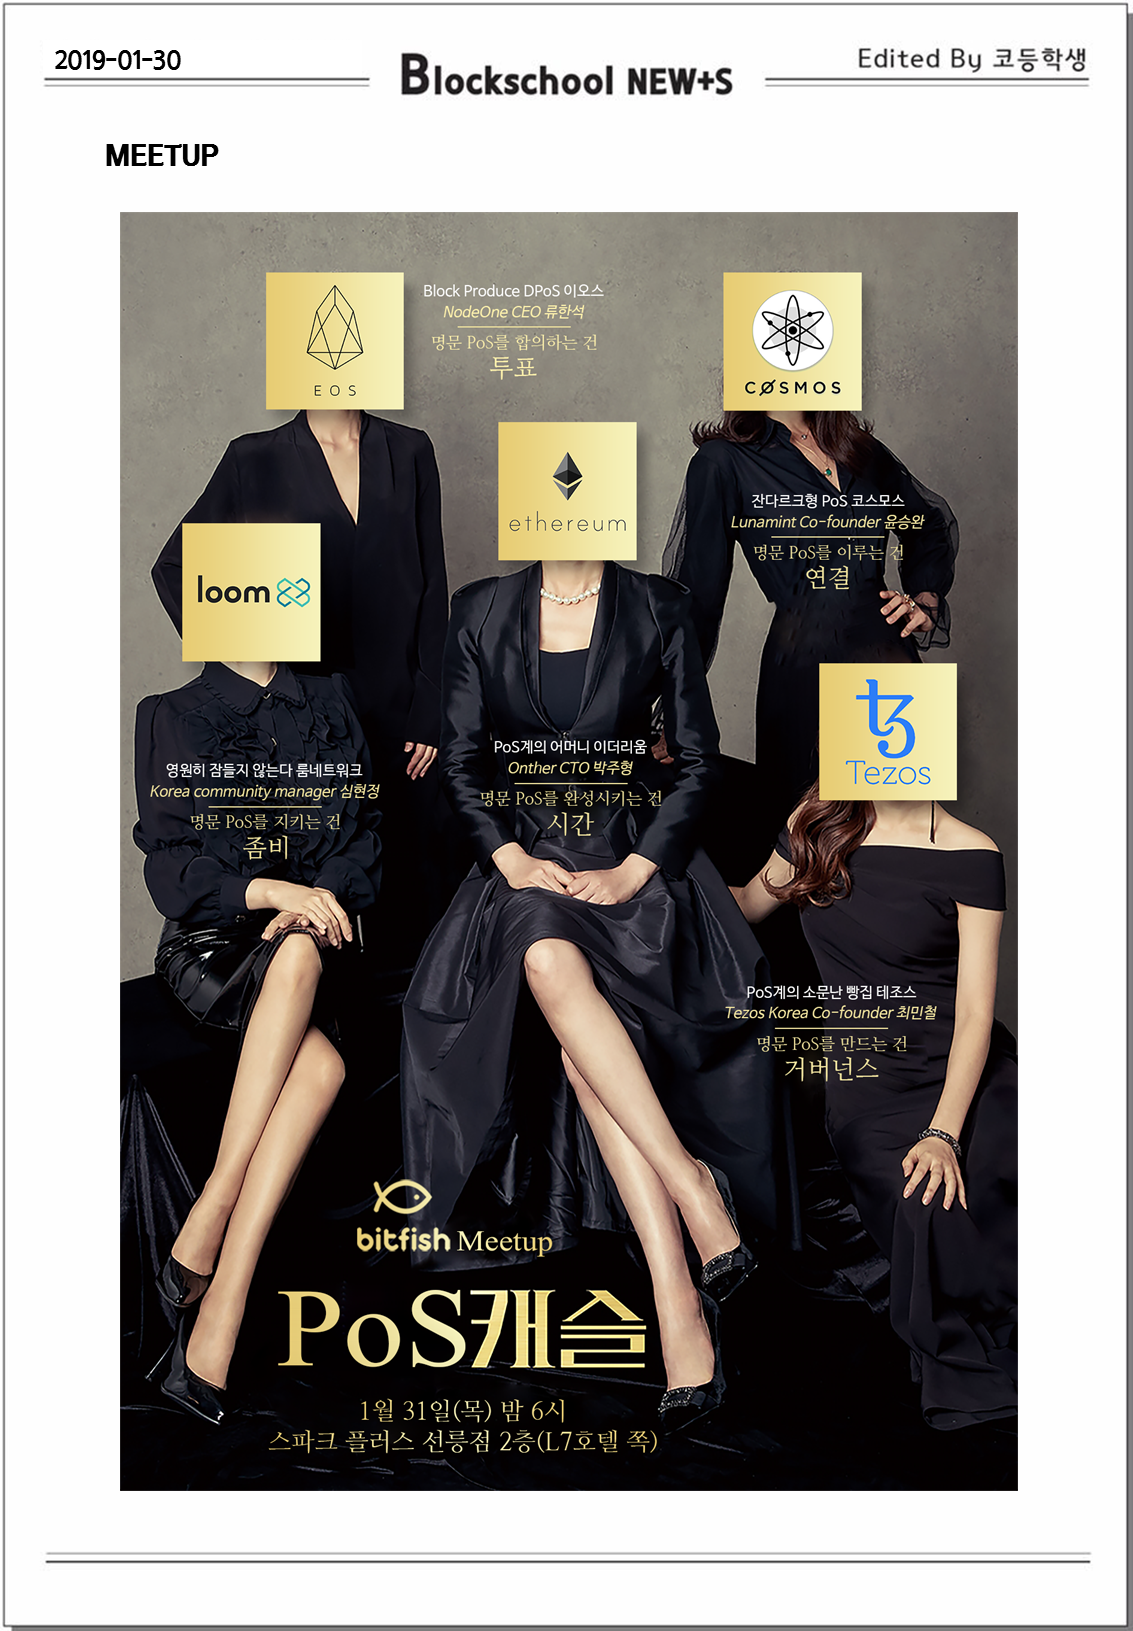 2019-01-30
Blockschool NEW+S
Edited By 코등학생
MEETUP
EOS
Block Produce DPoS 이오스
NodeOne CEO 류한석
명문 PoS를 합의하는 건
투표
COSMOS
잔다르크형 PoS 코스모스
Lunamint Co-founder 윤승완
명문 PoS를 이루는 건
연결
ethereum
PoS계의 어머니 이더리움
Onther CTO 박주형
명문 PoS를 완성시키는 건
시간
loom
영원히 잠들지 않는다 룸네트워크
Korea community manager 심현정
명문 PoS를 지키는 건
좀비
Tezos
PoS계의 소문난 빵집 테조스
Tezos Korea Co-founder 최민철
명문 PoS를 만드는 건
거버넌스
bitfish Meetup
PoS캐슬
1월 31일(목) 밤 6시
스파크 플러스 선릉점 2층(L7호텔 쪽)